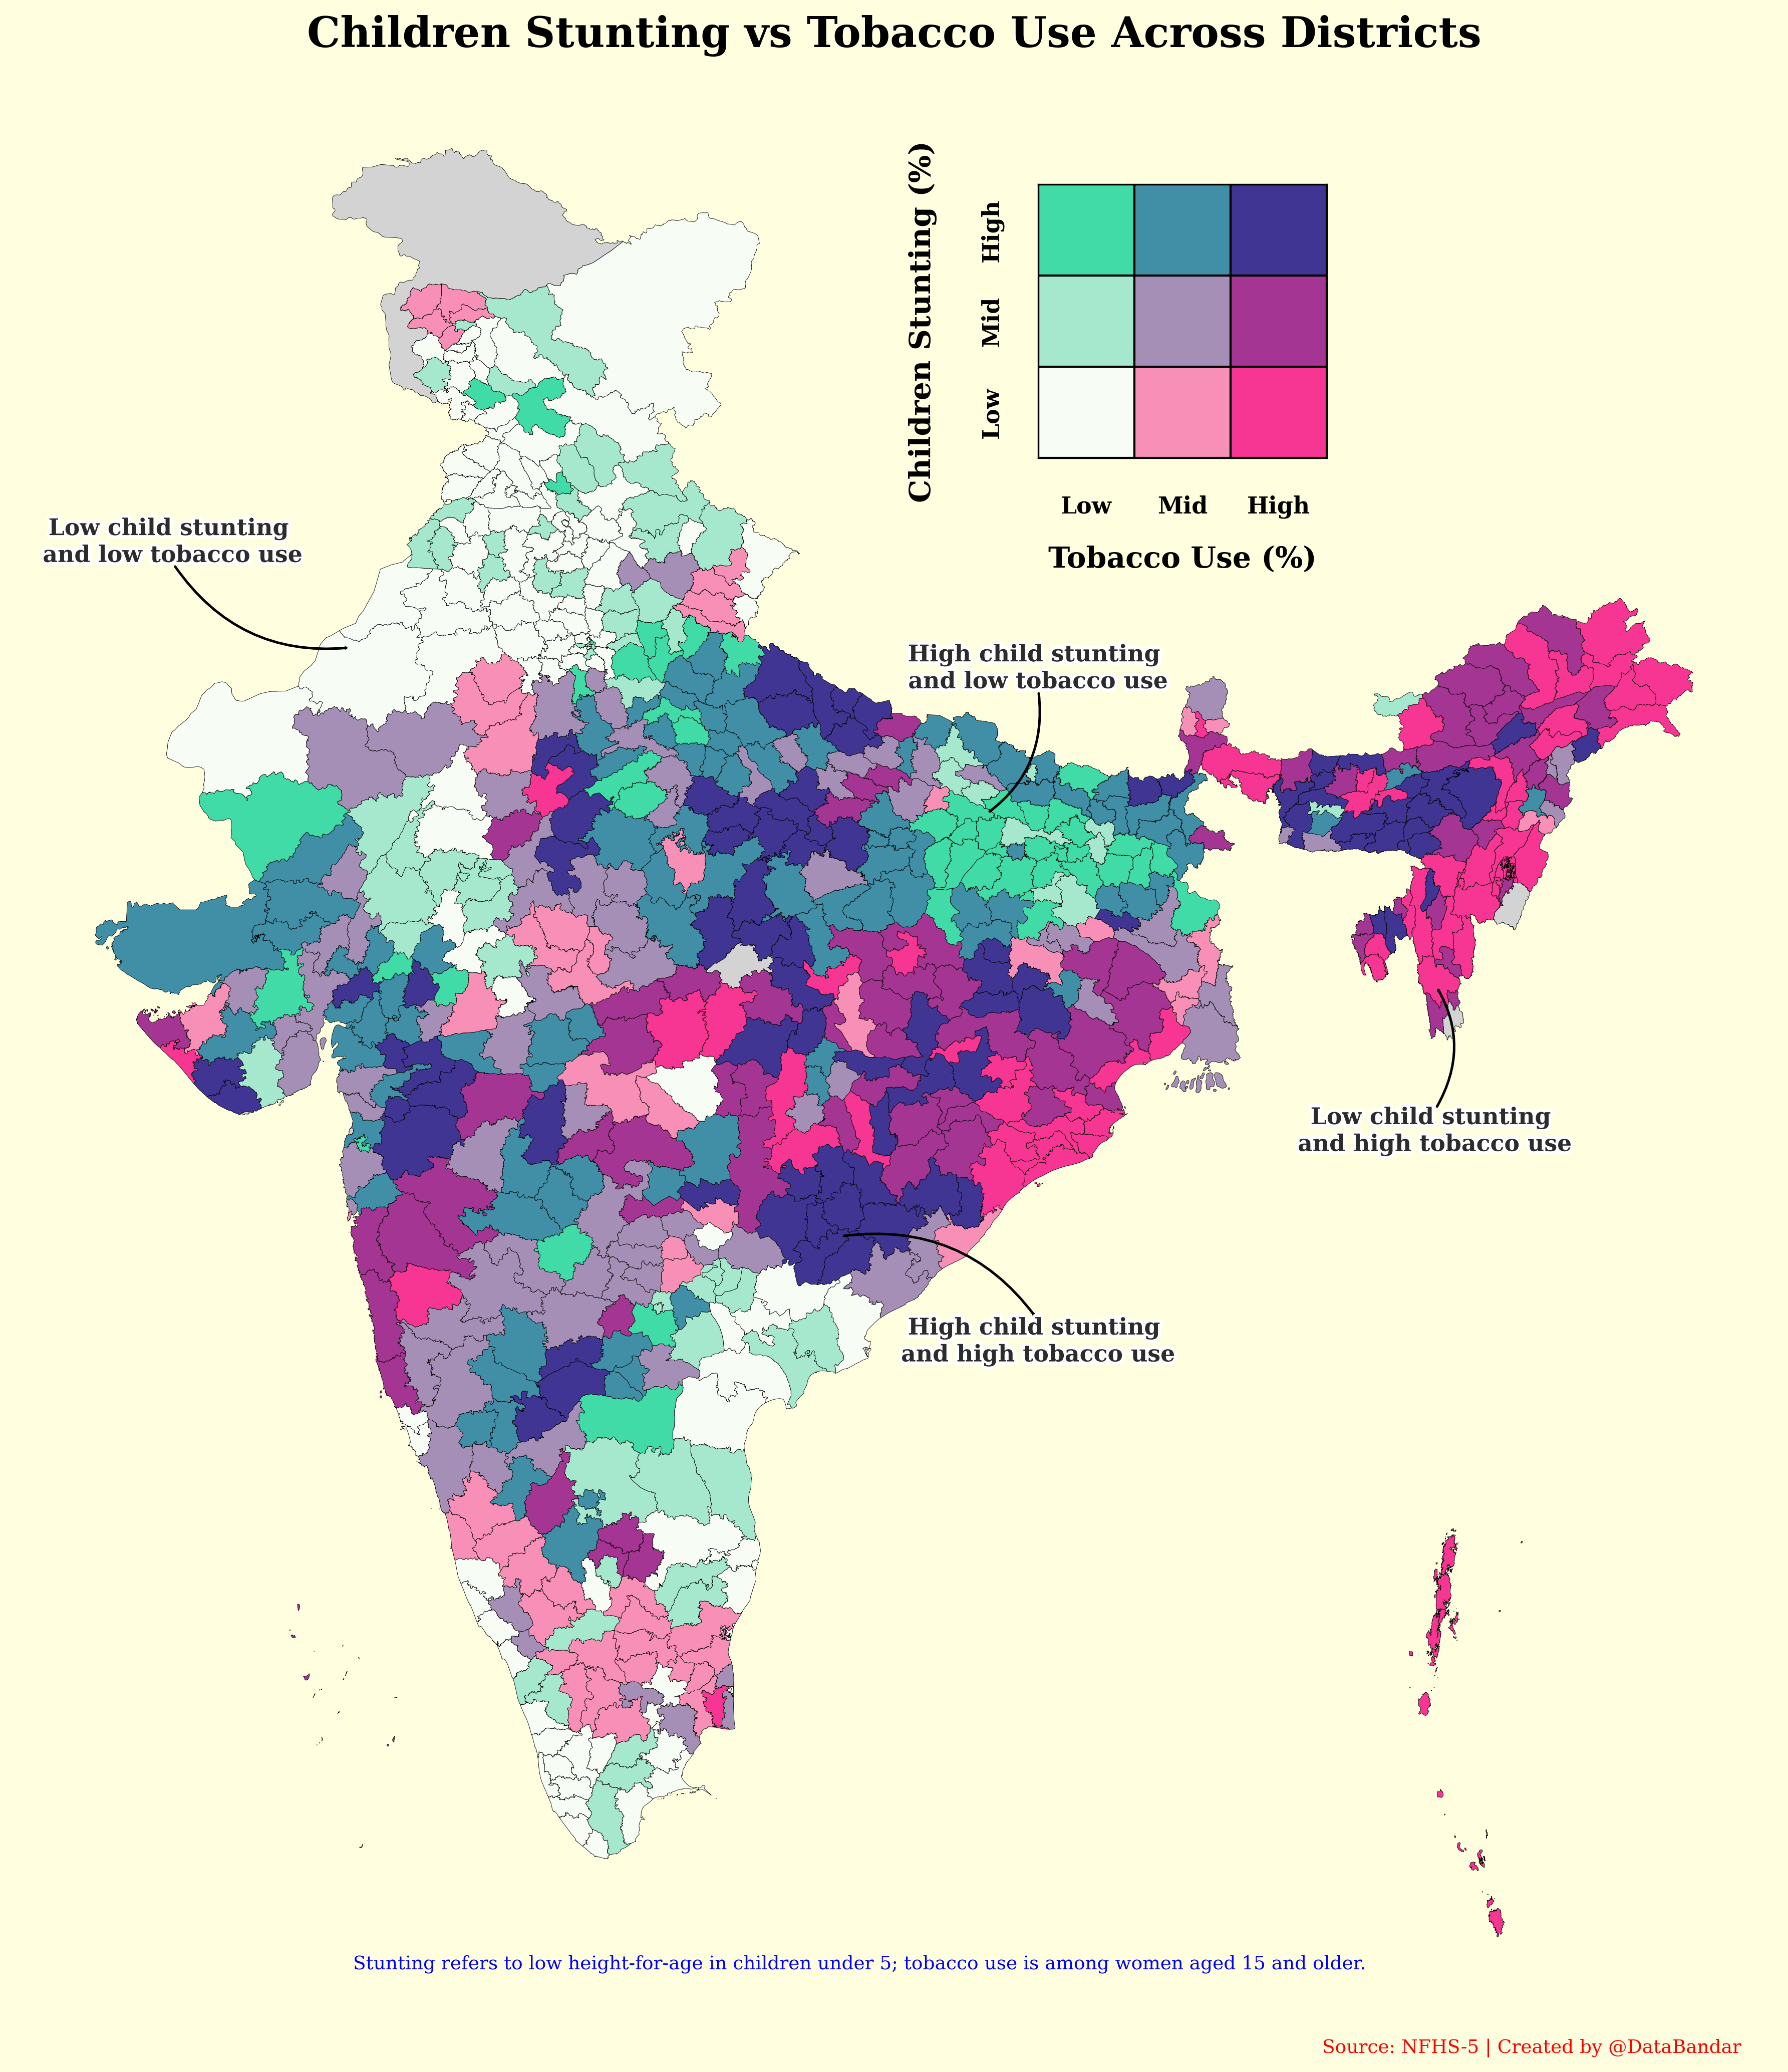 Children Stunting vs Tobacco Use Across Districts
Children Stunting (%)
High
Mid
Low
Low Mid High
Tobacco Use (%)
Low child stunting
and low tobacco use
High child stunting
and low tobacco use
Low child stunting
and high tobacco use
High child stunting
and high tobacco use
Stunting refers to low height-for-age in children under 5; tobacco use is among women aged 15 and older.
Source: NFHS-5 | Created by @DataBandar